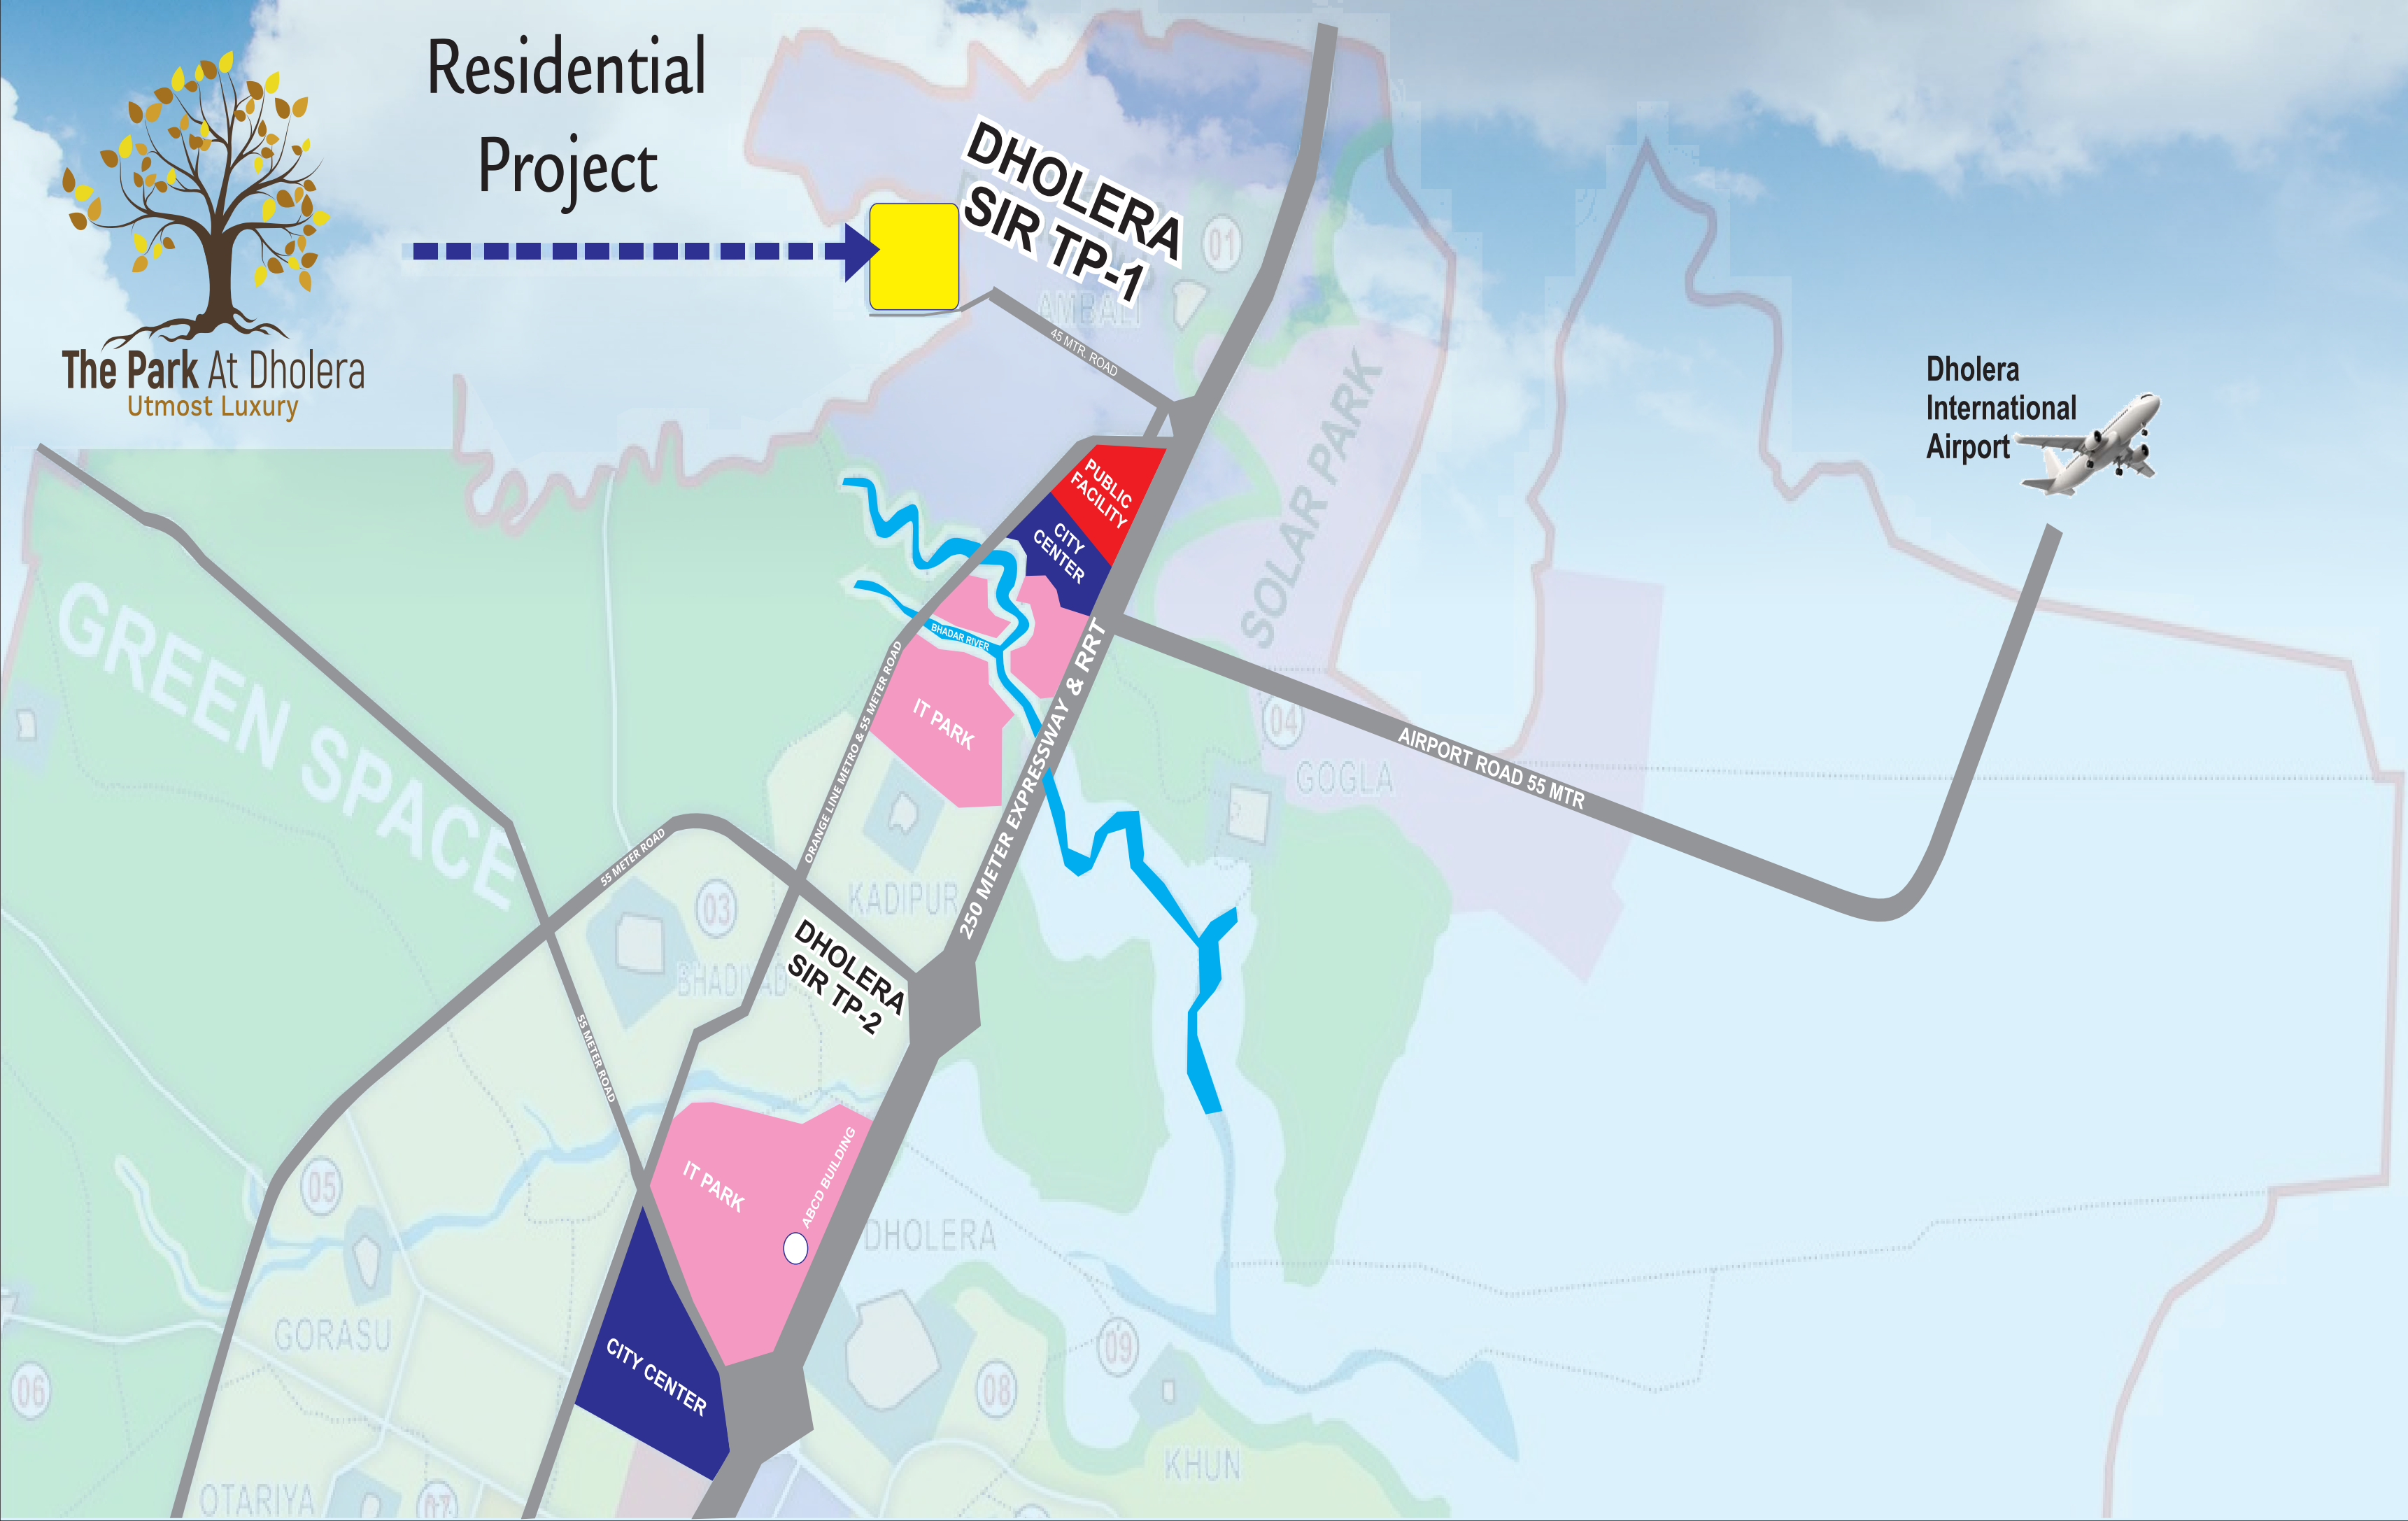 Residential
Project
The Park At Dholera
Utmost Luxury
DHOLERA
SIR TP-1
01
AMBALI
45 MTR. ROAD
Dholera
International
Airport
SOLAR PARK
PUBLIC
FACILITY
CITY
CENTER
BHADAR RIVER
IT PARK
GREEN SPACE
ORANGE LINE METRO & 55 METER ROAD
250 METER EXPRESSWAY & RRT
04
GOGLA
AIRPORT ROAD 55 MTR
55 METER ROAD
03
KADIPUR
BHADIYAD
DHOLERA
SIR TP-2
55 METER ROAD
05
IT PARK
ABCD BUILDING
DHOLERA
GORASU
CITY CENTER
06
08
09
KHUN
OTARIYA
07